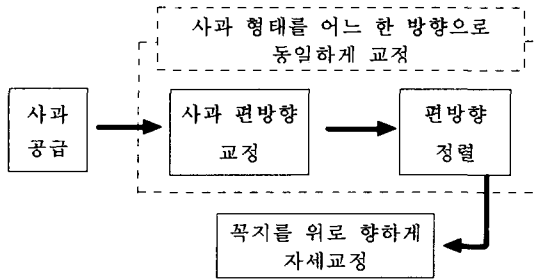 사과 형태를 어느 한 방향으로
동일하게 교정
사과
공급
사과 편방향
교정
편방향
정렬
꼭지를 위로 향하게
자세교정